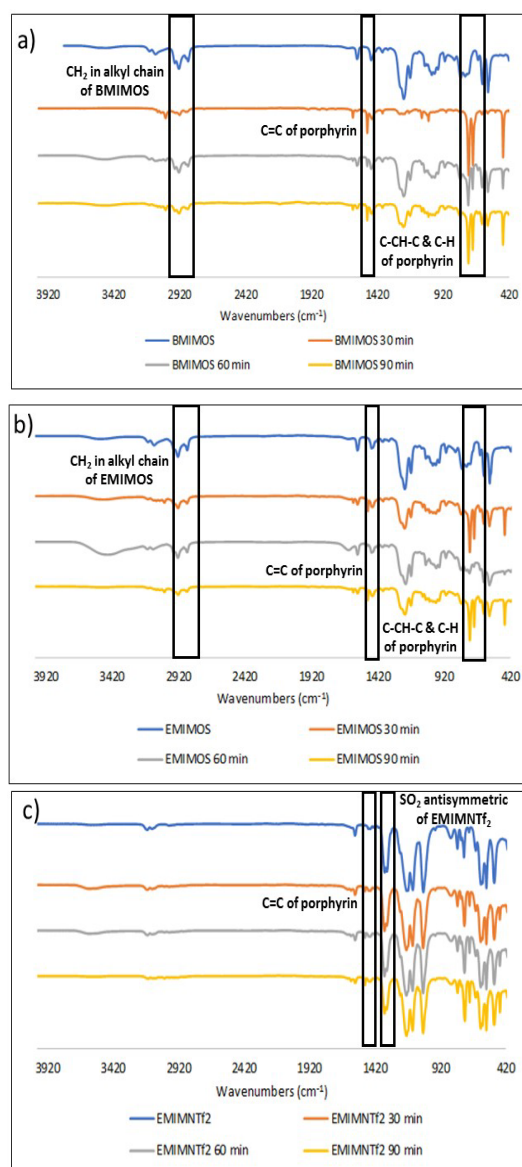 a)
CH2 in alkyl chain
of BMIMOS
C=C of porphyrin
C-CH-C & C-H
of porphyrin
3920 3420 2920 2420 1920 1420 920 420
Wavenumbers (cm-1)
BMIMOS BMIMOS 30 min
BMIMOS 60 min BMIMOS 90 min
b)
CH2 in alkyl chain
of EMIMOS
C=C of porphyrin
C-CH-C & C-H
of porphyrin
3920 3420 2920 2420 1920 1420 920 420
Wavenumbers (cm-1)
EMIMOS EMIMOS 30 min
EMIMOS 60 min EMIMOS 90 min
c)
SO2 antisymmetric
of EMIMNTf2
C=C of porphyrin
3920 3420 2920 2420 1920 1420 920 420
Wavenumbers (cm-1)
EMIMNTf2 EMIMNTf2 30 min
EMIMNTf2 60 min EMIMNTf2 90 min